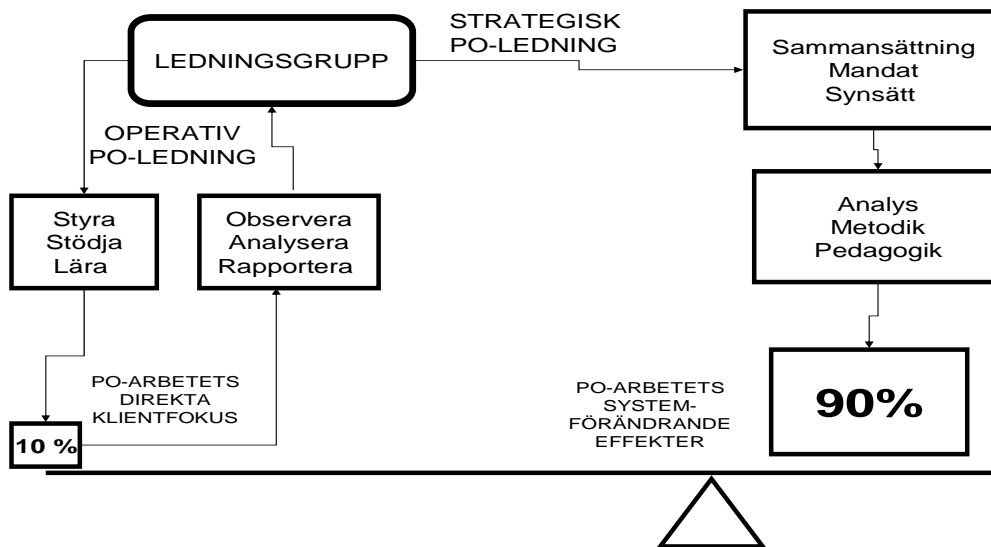 STRATEGISK
PO-LEDNING
LEDNINGSGRUPP
Sammansättning
Mandat
Synsätt
OPERATIV
PO-LEDNING
Styra
Stödja
Lära
Observera
Analysera
Rapportera
Analys
Metodik
Pedagogik
PO-ARBETETS
DIREKTA
KLIENTFOKUS
10 %
PO-ARBETETS
SYSTEM-
FÖRÄNDRANDE
EFFEKTER
90%